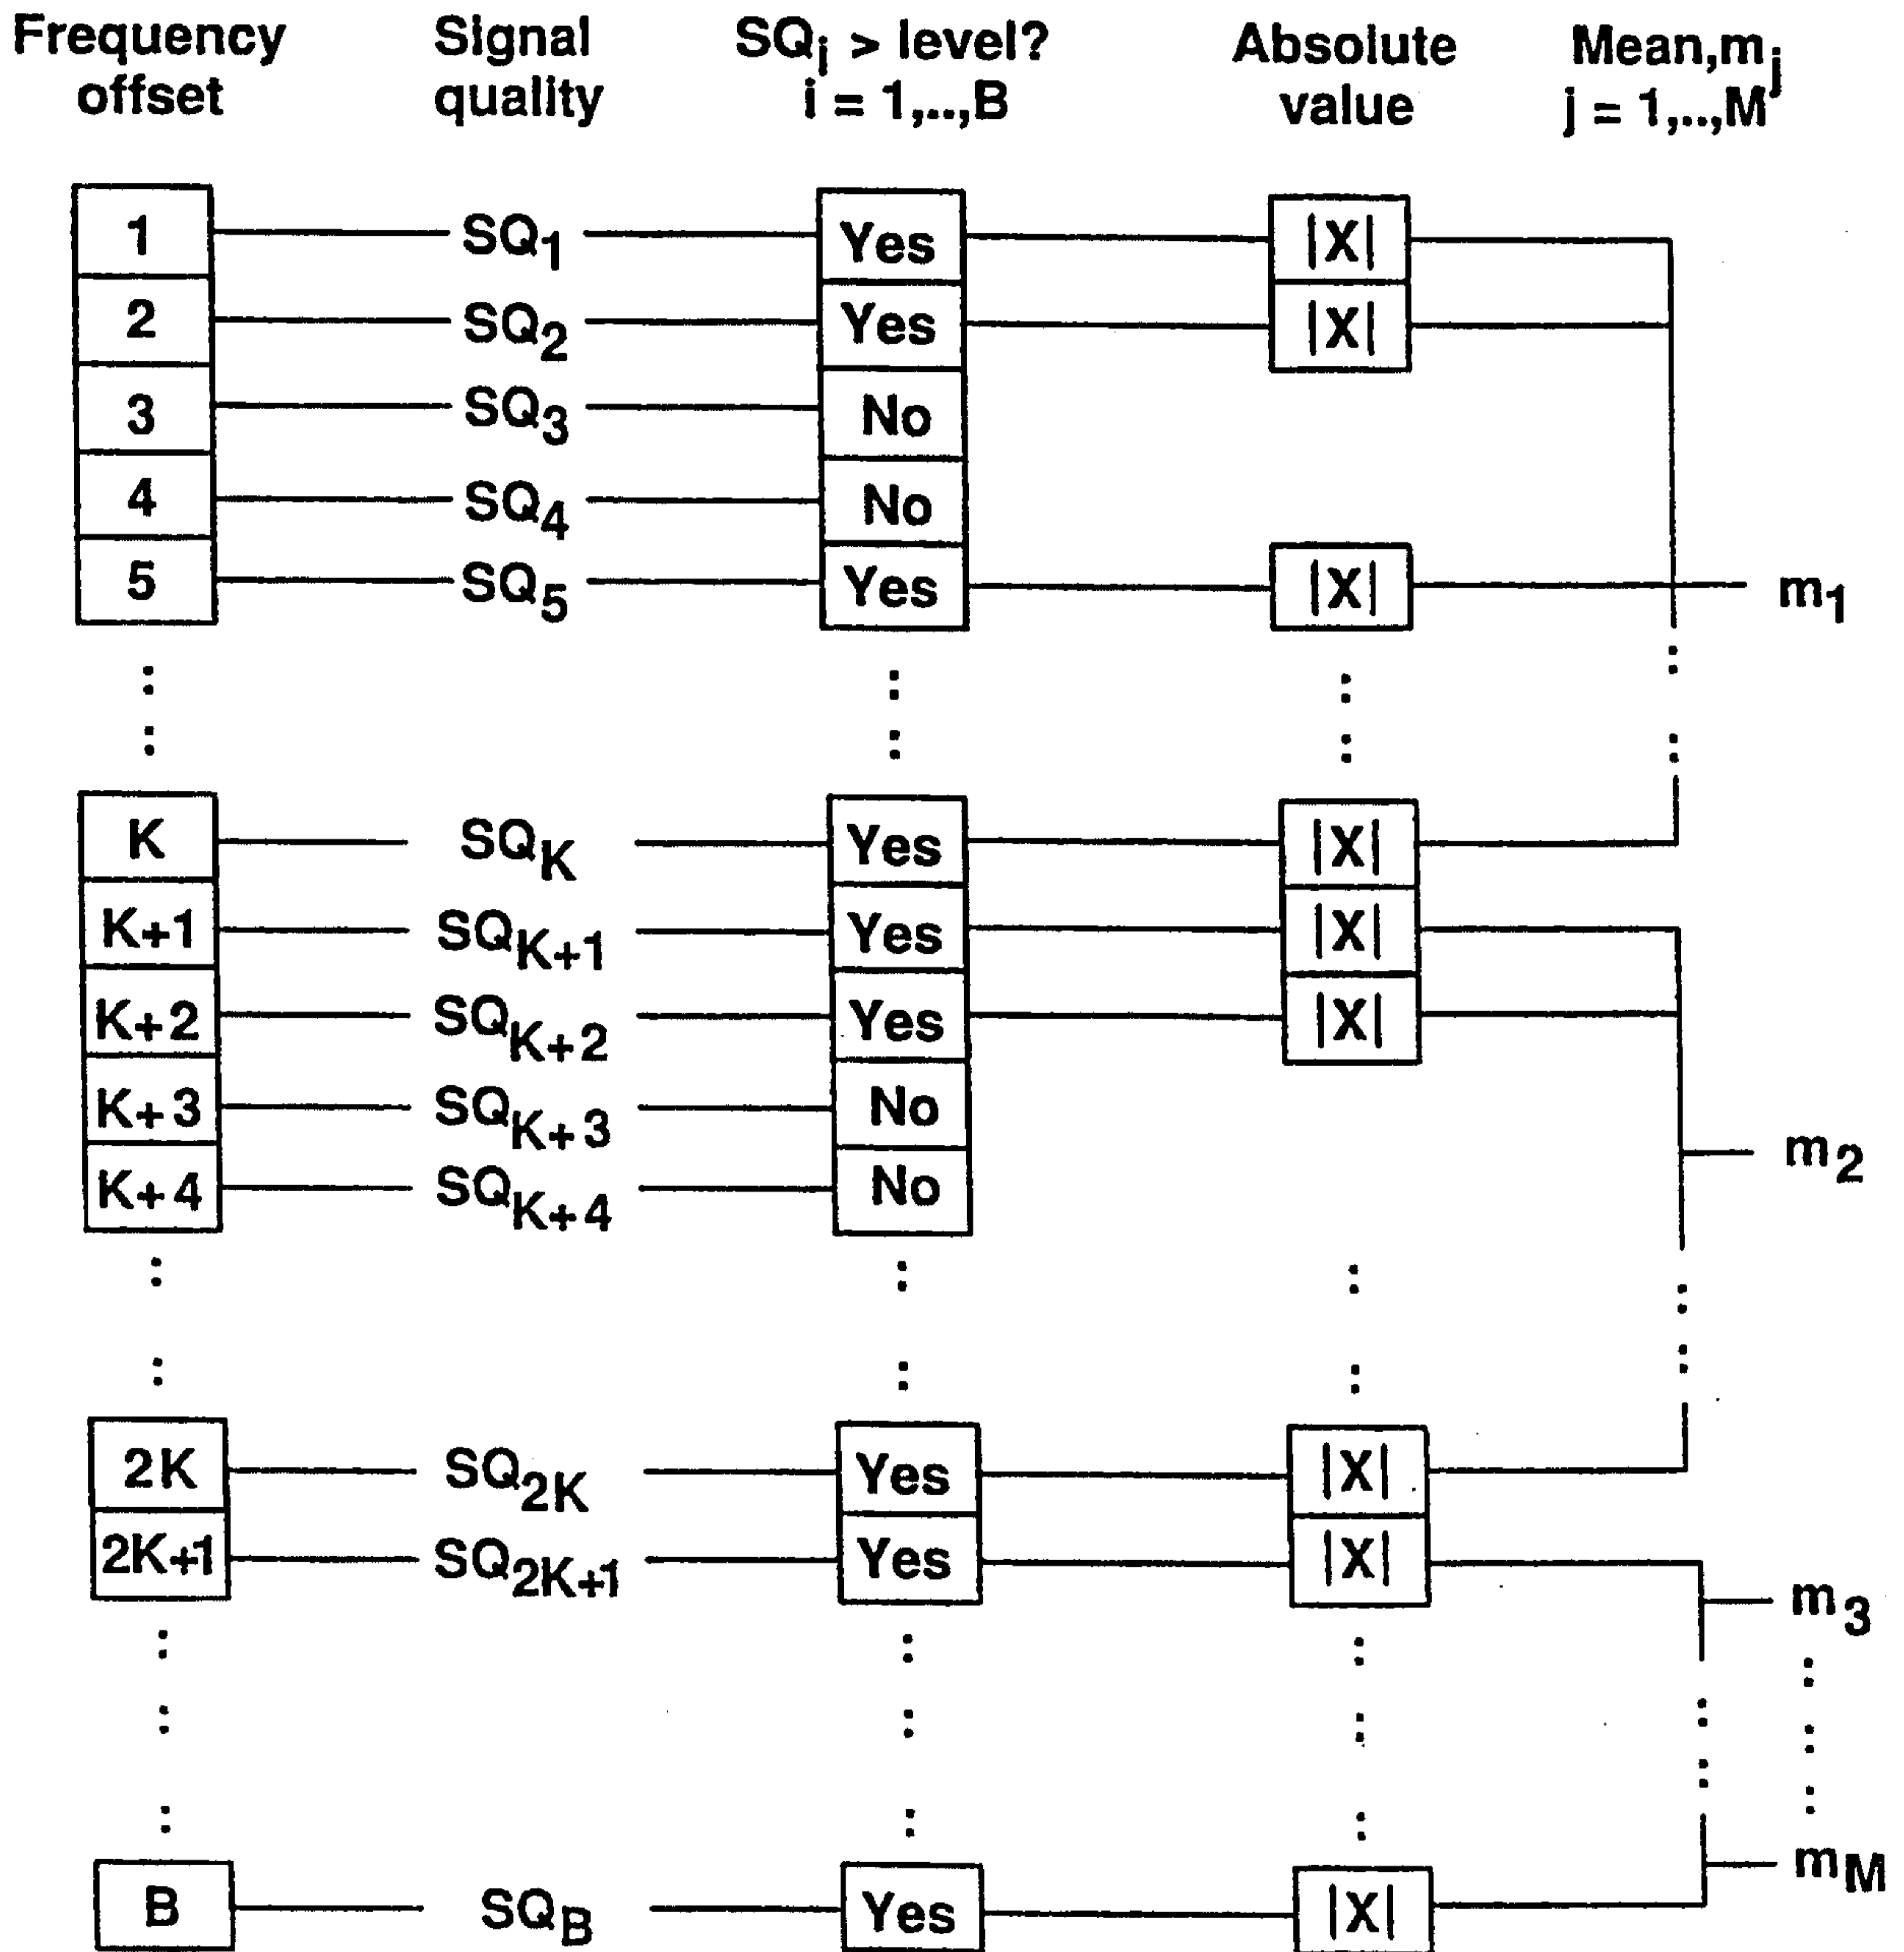 Frequency offset
Signal quality
SQj > level? i = 1,..,B
Absolute value
Mean,mj j = 1,..,M
1 SQ1 Yes |X|
2 SQ2 Yes |X|
3 SQ3 No
4 SQ4 No
5 SQ5 Yes |X| m1
K SQK Yes |X|
K+1 SQK+1 Yes |X|
K+2 SQK+2 Yes |X|
K+3 SQK+3 No
m2
K+4 SQK+4 No
2K SQ2K Yes |X|
2K+1 SQ2K+1 Yes |X|
m3
mM
B SQB Yes |X|